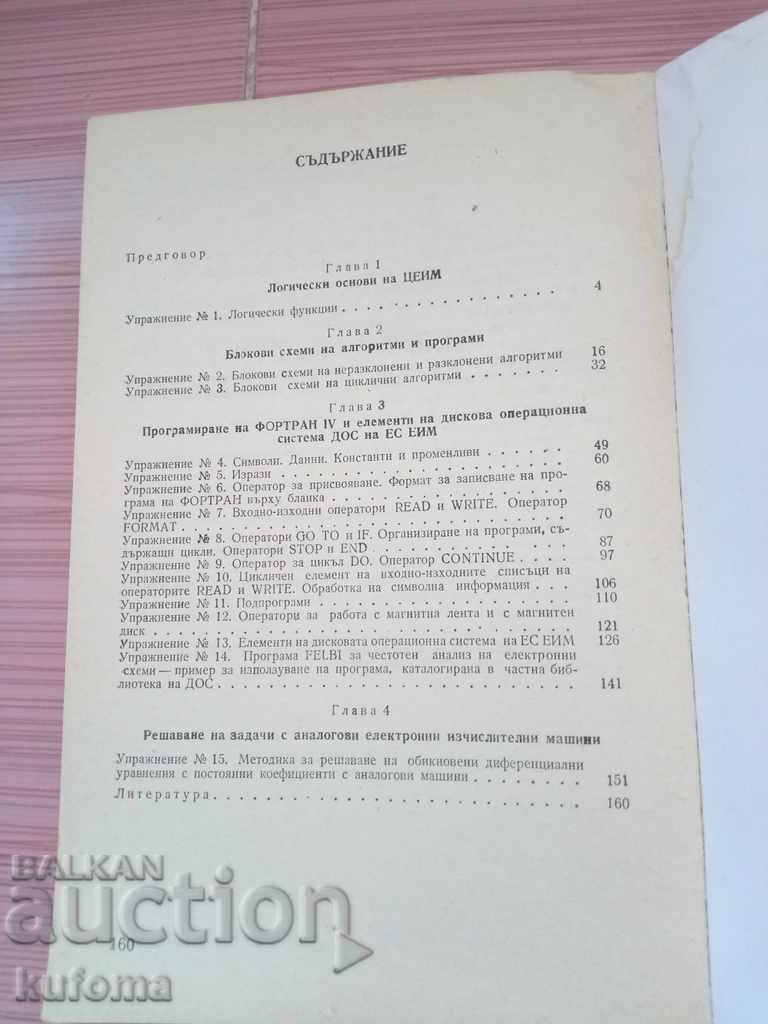 СЪДЪРЖАНИЕ
Предговор
Глава 1
Логически основи на ЦЕИМ
Упражнение № 1. Логически функции . . . . . . . . . . . . 4
Глава 2
Блокови схеми на алгоритми и програми
Упражнение № 2. Блокови схеми на неразклонени и разклонени алгоритми 16
Упражнение № 3. Блокови схеми на циклични алгоритми . . . . . . . 32
Глава 3
Програмиране на ФОРТРАН IV и елементи на дискова операционна
система ДОС на ЕС ЕИМ
Упражнение № 4. Символи. Данни. Константи и променливи . . . . . . 49
Упражнение № 5. Изрази . . . . . . . . . . . . . . . . . 60
Упражнение № 6. Оператор за присвояване. Формат за записване на про-
грама на ФОРТРАН върху бланка . . . . . . . . . . . . . 68
Упражнение № 7. Входно-изходни оператори READ и WRITE. Оператор
FORMAT . . . . . . . . . . . . . . . . . . . . . 70
Упражнение № 8. Оператори GO TO и IF. Организиране на програми, съ-
държащи цикли. Оператори STOP и END . . . . . . . . . . 87
Упражнение № 9. Оператор за цикъл DO. Оператор CONTINUE . . . . 97
Упражнение № 10. Цикличен елемент на входно-изходните списъци на
операторите READ и WRITE. Обработка на символна информация . . . 106
Упражнение № 11. Подпрограми . . . . . . . . . . . . . . 110
Упражнение № 12. Оператори за работа с магнитна лента и с магнитен
диск . . . . . . . . . . . . . . . . . . . . . . 121
Упражнение № 13. Елементи на дисковата операционна система на ЕС ЕИМ 126
Упражнение № 14. Програма FELBI за честотен анализ на електронни
схеми — пример за използуване на програма, каталогирана в частна биб-
лиотека на ДОС . . . . . . . . . . . . . . . . . . . 141
Глава 4
Решаване на задачи с аналогови електронни изчислителни машини
Упражнение № 15. Методика за решаване на обикновени диференциални
уравнения с постоянни коефициенти с аналогови машини . . . . . . . 151
Литература . . . . . . . . . . . . . . . . . . . . 160
BALKAN
auction
160
kufoma